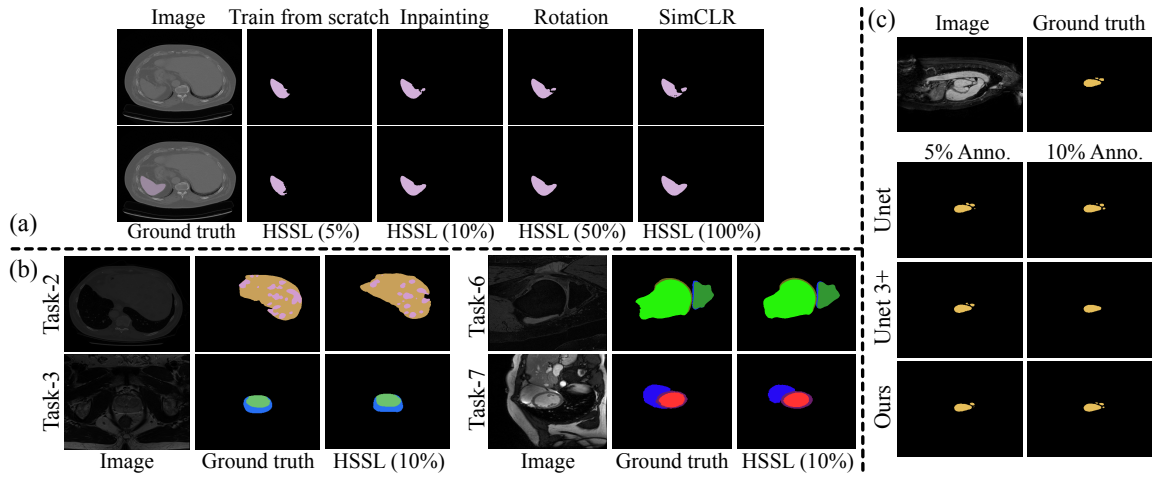 Image Train from scratch Inpainting Rotation SimCLR
(a)
Ground truth HSSL (5%) HSSL (10%) HSSL (50%) HSSL (100%)
(b)
Task-2
Task-3
Image Ground truth HSSL (10%)
Task-6
Task-7
Image Ground truth HSSL (10%)
(c)
Image Ground truth
5% Anno. 10% Anno.
Unet
Unet 3+
Ours